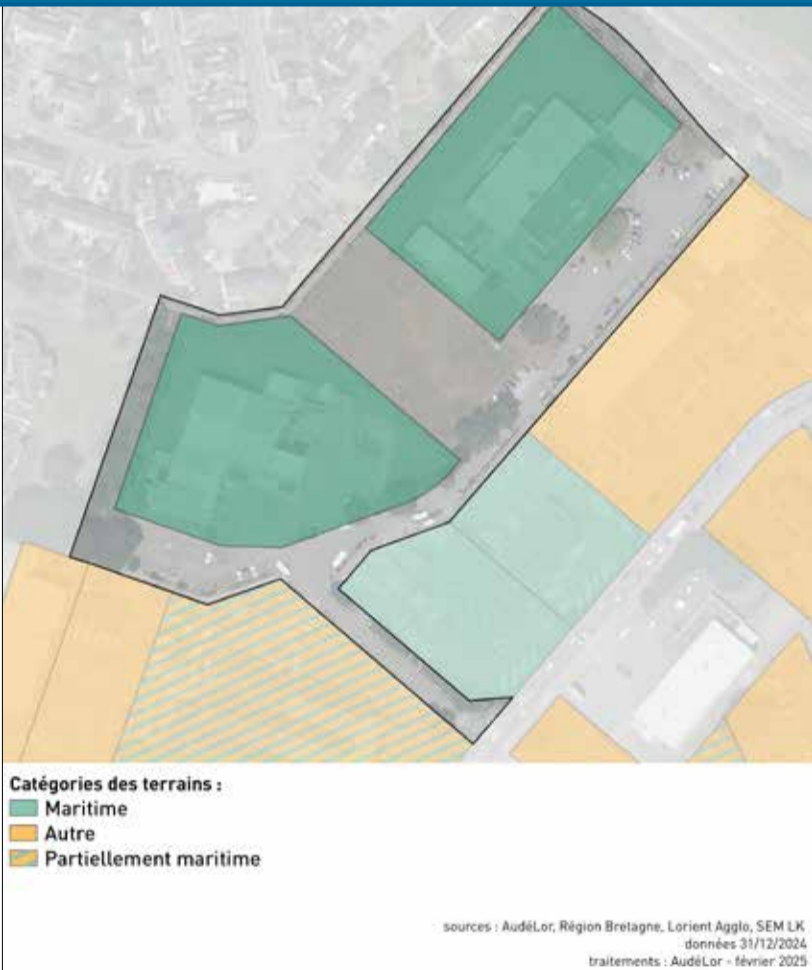 Catégories des terrains :
Maritime
Autre
Partiellement maritime
sources : AudéLor, Région Bretagne, Lorient Agglo, SEM LK
données 31/12/2024
traitements : AudéLor - février 2025